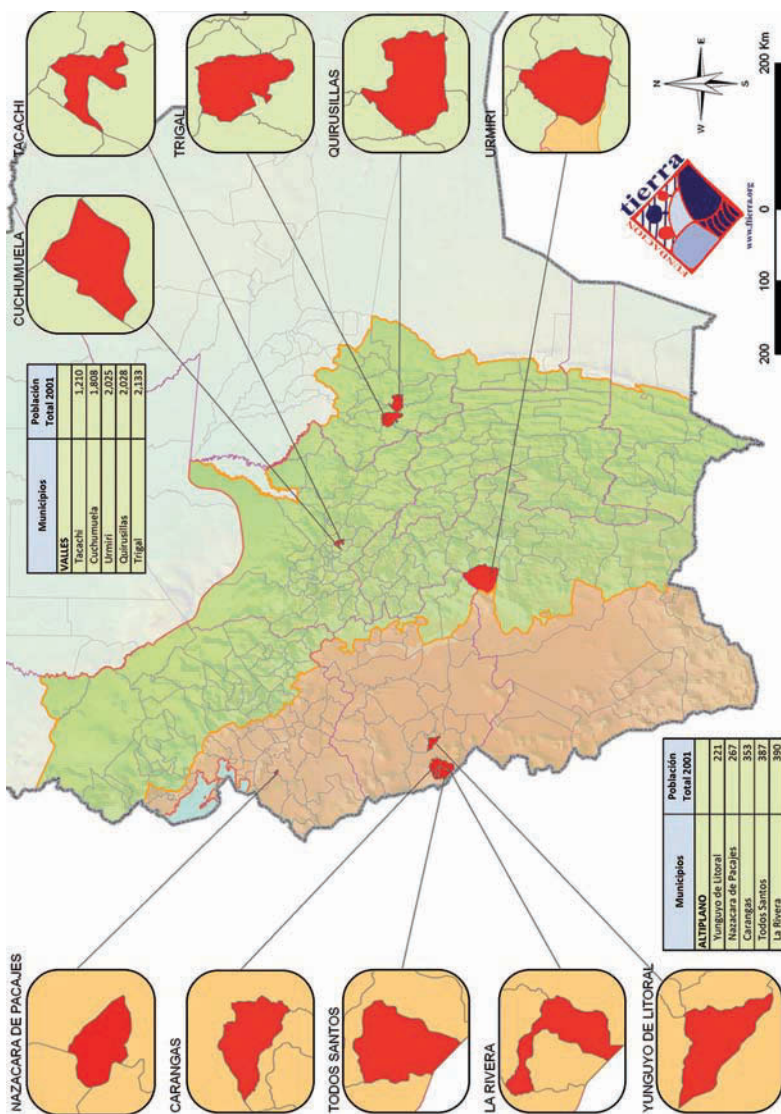 NAZACARA DE PACAJES
CARANGAS
TODOS SANTOS
LA RIVERA
YUNGUYO DE LITORAL
CUCHUMUELA
TACACHI
TRIGAL
QUIRUSILLAS
URMIRI
Municipios Población Total 2001
VALLES
Tacachi 1,210
Cuchumuela 1,808
Urmiri 2,025
Quirusillas 2,028
Trigal 2,133
Municipios Población Total 2001
ALTIPLANO
Yunguyo de Litoral 221
Nazacara de Pacajes 267
Carangas 353
Todos Santos 387
La Rivera 390
N
W E
S
FUNDACIÓN
tierra
www.ftierra.org
200 100 0 200 Km